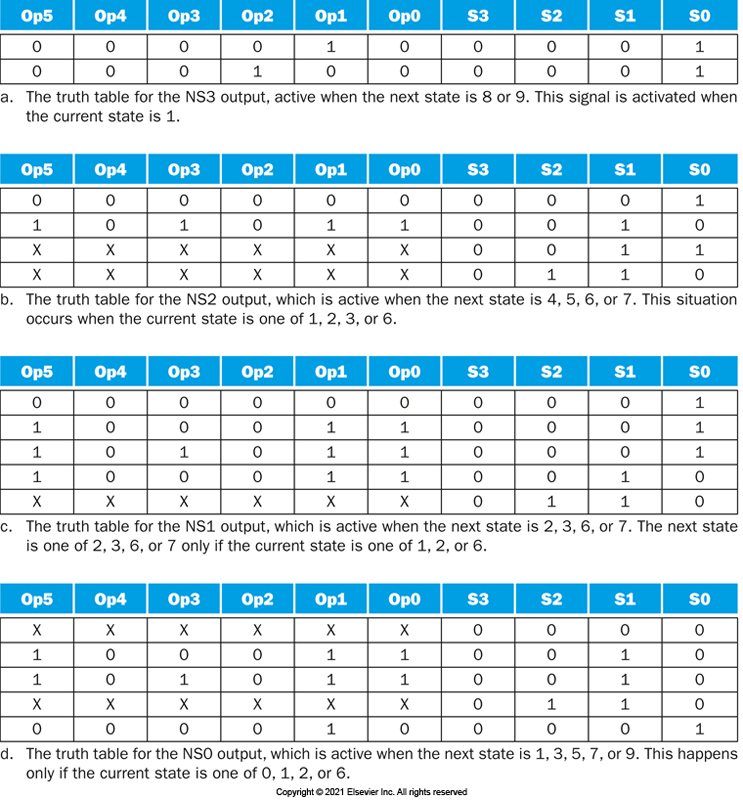 Op5 Op4 Op3 Op2 Op1 Op0 S3 S2 S1 S0
0 0 0 0 1 0 0 0 0 1
0 0 0 1 0 0 0 0 0 1
a. The truth table for the NS3 output, active when the next state is 8 or 9. This signal is activated when
the current state is 1.
Op5 Op4 Op3 Op2 Op1 Op0 S3 S2 S1 S0
0 0 0 0 0 0 0 0 0 1
1 0 1 0 1 1 0 0 1 0
X X X X X X 0 0 1 1
X X X X X X 0 1 1 0
b. The truth table for the NS2 output, which is active when the next state is 4, 5, 6, or 7. This situation
occurs when the current state is one of 1, 2, 3, or 6.
Op5 Op4 Op3 Op2 Op1 Op0 S3 S2 S1 S0
0 0 0 0 0 0 0 0 0 1
1 0 0 0 1 1 0 0 0 1
1 0 1 0 1 1 0 0 0 1
1 0 0 0 1 1 0 0 1 0
X X X X X X 0 1 1 0
c. The truth table for the NS1 output, which is active when the next state is 2, 3, 6, or 7. The next state
is one of 2, 3, 6, or 7 only if the current state is one of 1, 2, or 6.
Op5 Op4 Op3 Op2 Op1 Op0 S3 S2 S1 S0
X X X X X X 0 0 0 0
1 0 0 0 1 1 0 0 1 0
1 0 1 0 1 1 0 0 1 0
X X X X X X 0 1 1 0
0 0 0 0 1 0 0 0 0 1
d. The truth table for the NS0 output, which is active when the next state is 1, 3, 5, 7, or 9. This happens
only if the current state is one of 0, 1, 2, or 6.
Copyright © 2021 Elsevier Inc. All rights reserved